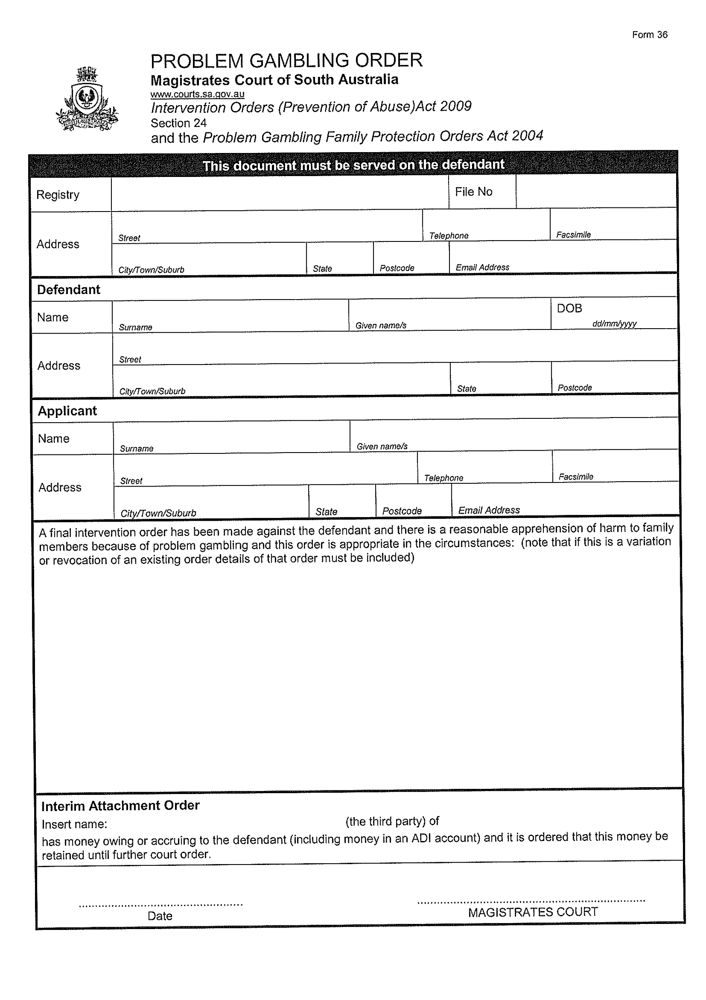 Form 36
PROBLEM GAMBLING ORDER
Magistrates Court of South Australia
www.courts.sa.gov.au
Intervention Orders (Prevention of Abuse)Act 2009
Section 24
and the Problem Gambling Family Protection Orders Act 2004
This document must be served on the defendant
Registry File No
Address
Street Telephone Facsimile
City/Town/Suburb State Postcode Email Address
Defendant
Name
Surname Given name/s DOB dd/mm/yyyy
Address
Street
City/Town/Suburb State Postcode
Applicant
Name
Surname Given name/s
Address
Street Telephone Facsimile
City/Town/Suburb State Postcode Email Address
A final intervention order has been made against the defendant and there is a reasonable apprehension of harm to family
members because of problem gambling and this order is appropriate in the circumstances: (note that if this is a variation
or revocation of an existing order details of that order must be included)
Interim Attachment Order
Insert name: (the third party) of
has money owing or accruing to the defendant (including money in an ADI account) and it is ordered that this money be
retained until further court order.
Date MAGISTRATES COURT